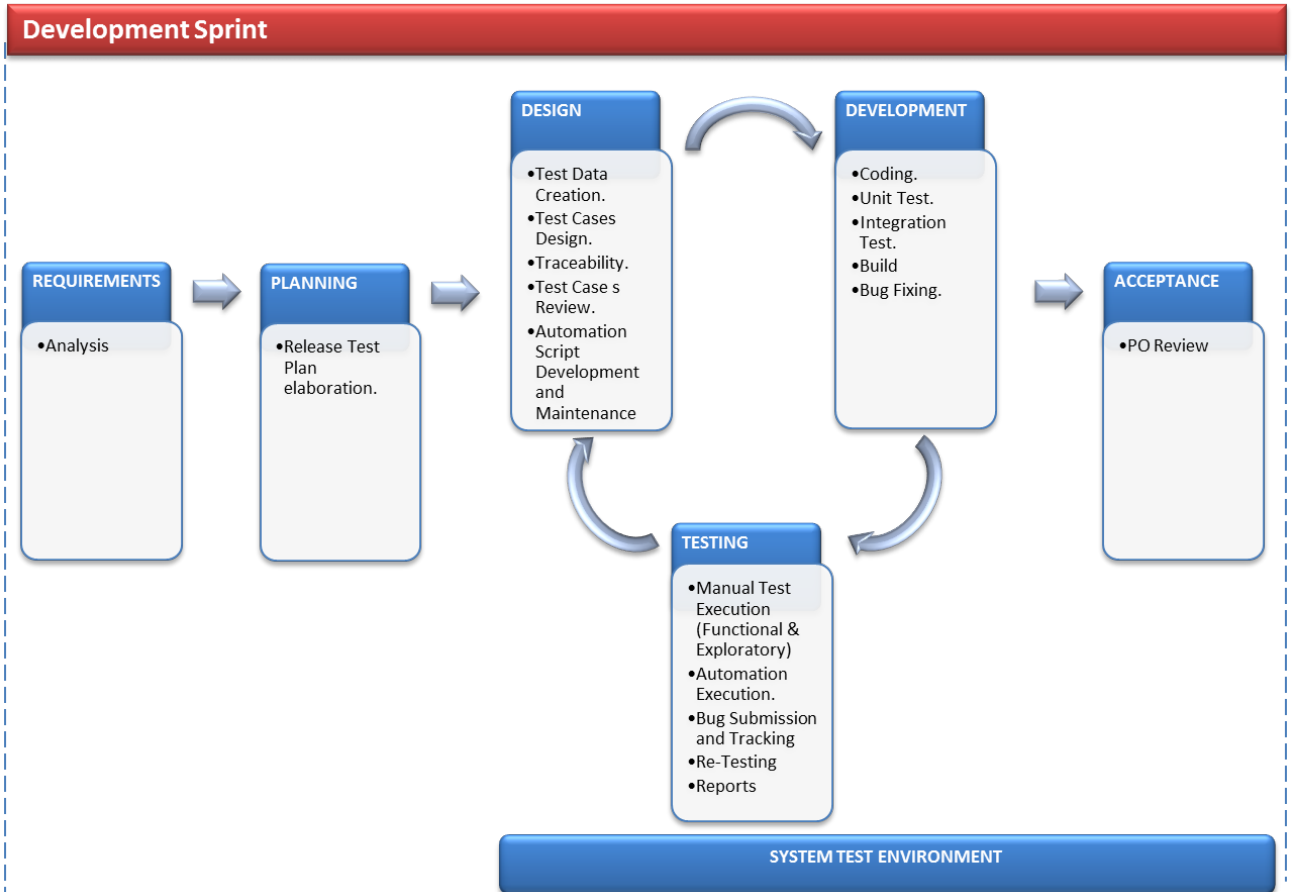 Development Sprint
REQUIREMENTS
•Analysis
PLANNING
•Release Test
Plan
elaboration.
DESIGN
•Test Data
Creation.
•Test Cases
Design.
•Traceability.
•Test Case s
Review.
•Automation
Script
Development
and
Maintenance
DEVELOPMENT
•Coding.
•Unit Test.
•Integration
Test.
•Build
•Bug Fixing.
TESTING
•Manual Test
Execution
(Functional &
Exploratory)
•Automation
Execution.
•Bug Submission
and Tracking
•Re-Testing
•Reports
ACCEPTANCE
•PO Review
SYSTEM TEST ENVIRONMENT